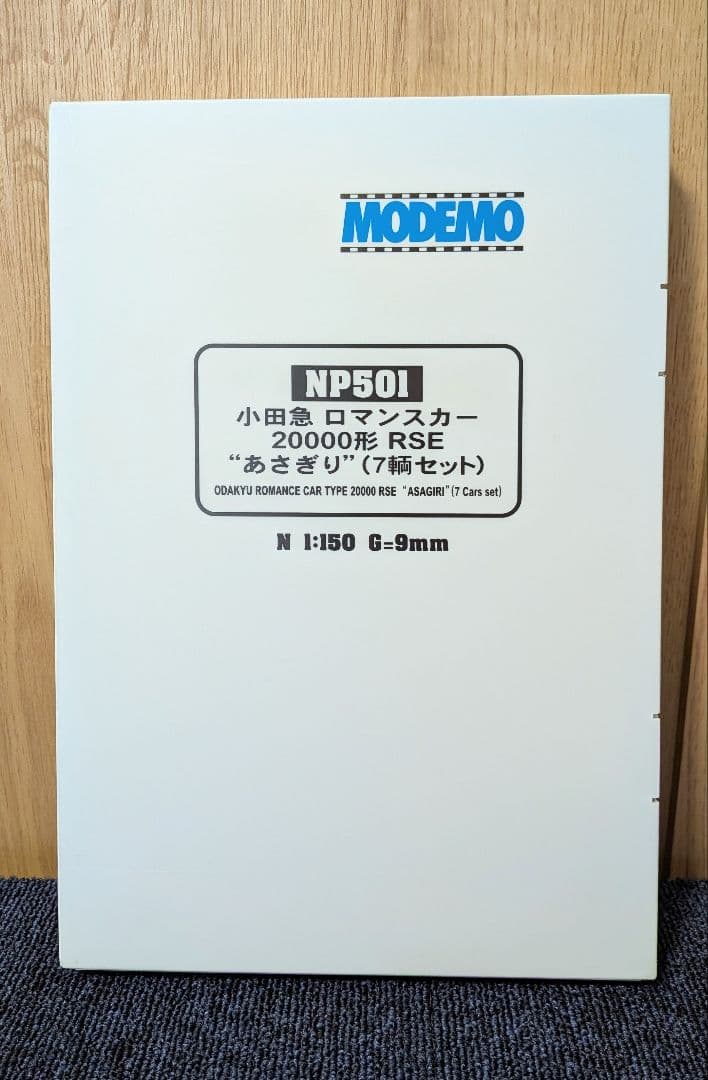 MODEMO
NP501
小田急 ロマンスカー
20000形 RSE
“あさぎり”(7輌セット)
ODAKYU ROMANCE CAR TYPE 20000 RSE “ASAGIRI”(7 Cars set)
N 1:150 G=9mm